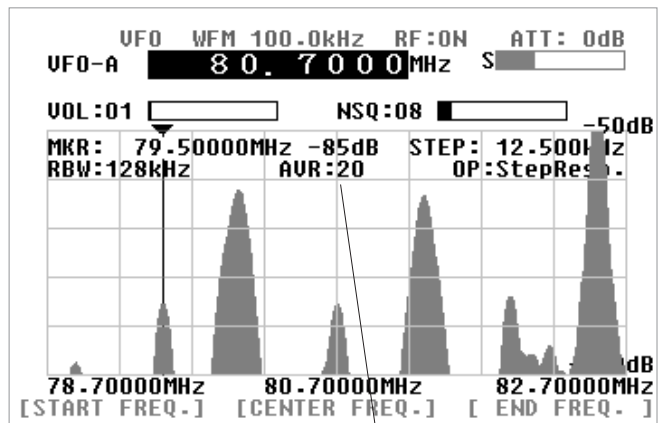 VFO WFM 100.0kHz RF:ON ATT: 0dB
VFO-A 80.7000MHz S
VOL:01 NSQ:08
-50dB
MKR: 79.50000MHz -85dB STEP: 12.500kHz
RBW:128kHz AVR:20 OP:StepReso.
dB
78.70000MHz 80.70000MHz 82.70000MHz
[START FREQ.] [CENTER FREQ.] [ END FREQ. ]